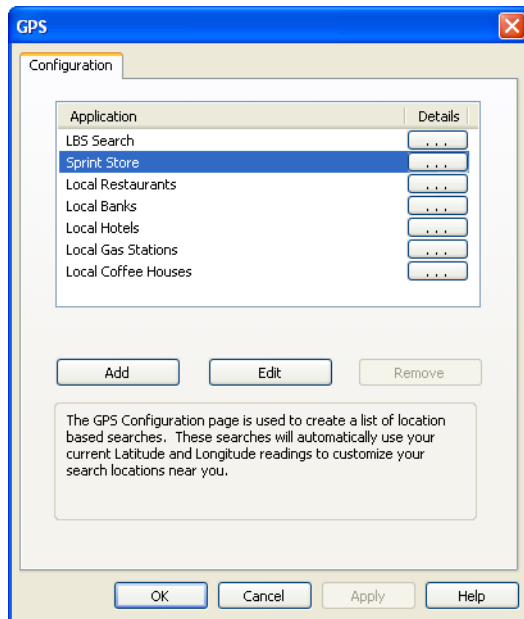 GPS
Configuration
Application Details
LBS Search ...
Sprint Store ...
Local Restaurants ...
Local Banks ...
Local Hotels ...
Local Gas Stations ...
Local Coffee Houses ...
Add Edit Remove
The GPS Configuration page is used to create a list of location
based searches. These searches will automatically use your
current Latitude and Longitude readings to customize your
search locations near you.
OK Cancel Apply Help